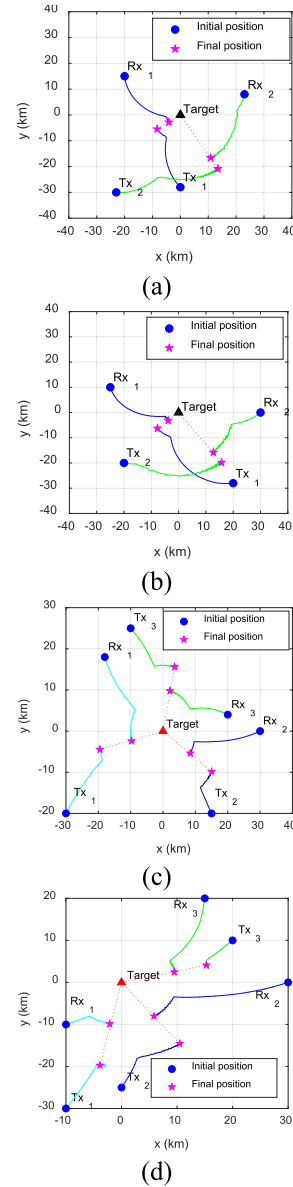 40
30
20
10
0
-10
-20
-30
-40
y (km)
Initial position
Final position
Rx 1
Rx 2
Target
Tx 2
Tx 1
-40 -30 -20 -10 0 10 20 30 40
x (km)
(a)
40
30
20
10
0
-10
-20
-30
-40
y (km)
Initial position
Final position
Rx 1
Target
Rx 2
Tx 2
Tx 1
-40 -30 -20 -10 0 10 20 30 40
x (km)
(b)
30
20
10
0
-10
-20
y (km)
Initial position
Final position
Tx 3
Rx 1
Rx 3
Target
Rx 2
Tx 1
Tx 2
-30 -20 -10 0 10 20 30 40
x (km)
(c)
20
10
0
-10
-20
-30
y (km)
Rx 3
Tx 3
Target
Rx 2
Rx 1
Tx 2
Tx 1
Initial position
Final position
-10 0 10 20 30
x (km)
(d)